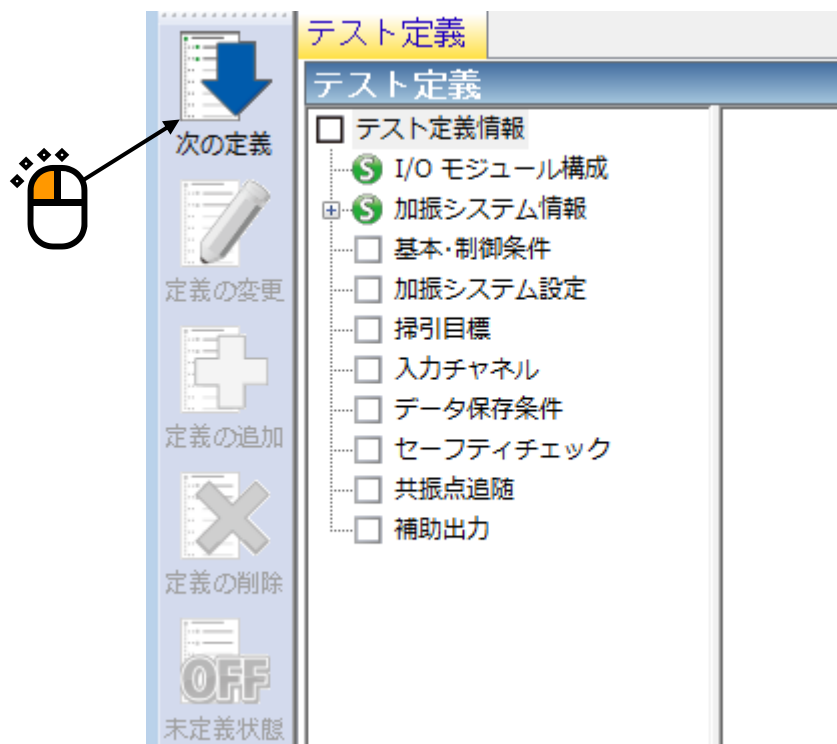 テスト定義
テスト定義
次の定義
定義の変更
定義の追加
定義の削除
OFF
未定義状態
テスト定義情報
S I/O モジュール構成
S 加振システム情報
基本・制御条件
加振システム設定
掃引目標
入力チャネル
データ保存条件
セーフティチェック
共振点追随
補助出力